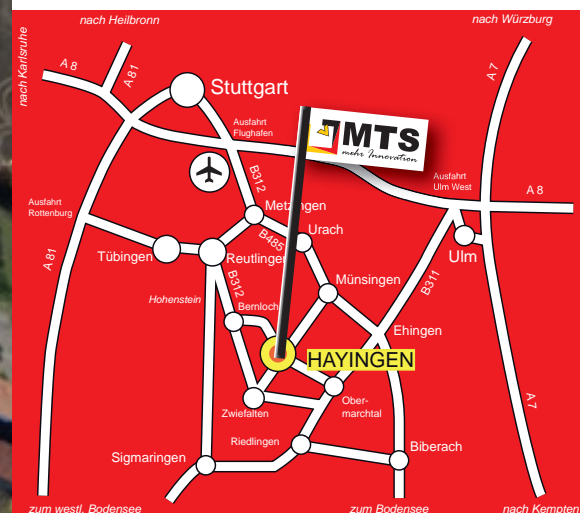 nach Heilbronn
nach Würzburg
nach Karlsruhe
A 8
A 81
A 7
Stuttgart
Ausfahrt
Flughafen
MTS
mehr Innovation
B312
Ausfahrt
Ulm West
A 8
Ausfahrt
Rottenburg
Metzingen
B485
Urach
Tübingen
Reutlingen
Ulm
A 81
Münsingen
B311
Hohenstein
B312
Bernloch
Ehingen
HAYINGEN
Ober-
marchtal
A 7
Zwiefalten
Riedlingen
Biberach
Sigmaringen
zum westl. Bodensee
zum Bodensee
nach Kempten